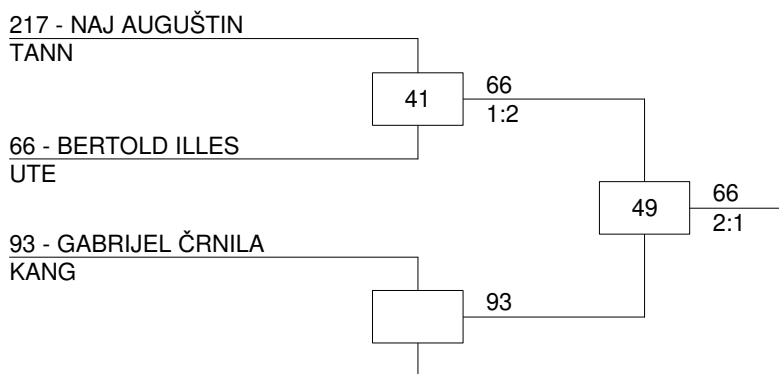 217 - NAJ AUGUŠTIN
TANN
41
66
1:2
66 - BERTOLD ILLES
UTE
49
66
2:1
93 - GABRIJEL ČRNILA
KANG
93